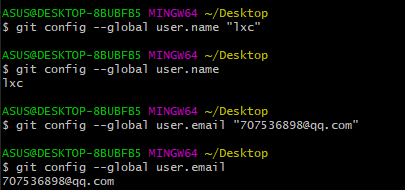 ASUS@DESKTOP-8BUBFB5 MINGW64 ~/Desktop
$ git config --global user.name "lxc"
ASUS@DESKTOP-8BUBFB5 MINGW64 ~/Desktop
$ git config --global user.name
lxc
ASUS@DESKTOP-8BUBFB5 MINGW64 ~/Desktop
$ git config --global user.email "707536898@qq.com"
ASUS@DESKTOP-8BUBFB5 MINGW64 ~/Desktop
$ git config --global user.email
707536898@qq.com